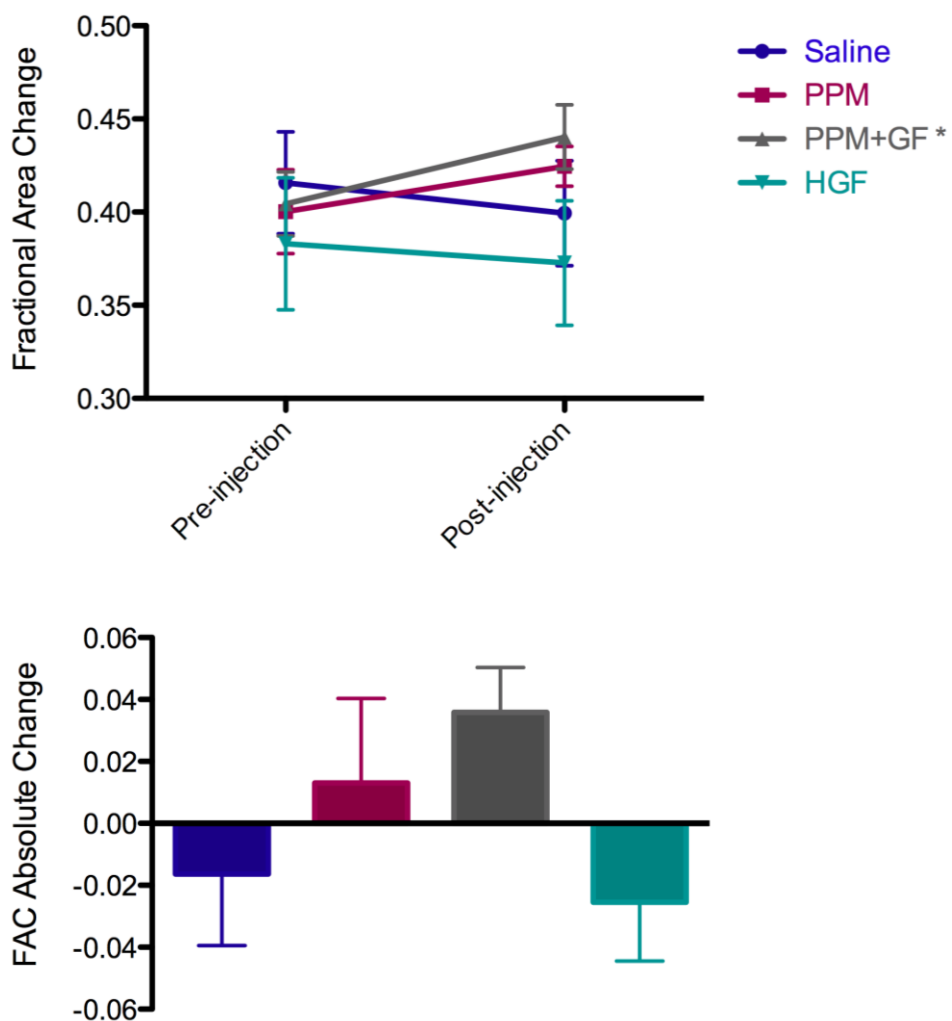 Fractional Area Change
0.50
0.45
0.40
0.35
0.30
Pre-injection
Post-injection
Saline
PPM
PPM+GF *
HGF
FAC Absolute Change
0.06
0.04
0.02
0.00
-0.02
-0.04
-0.06